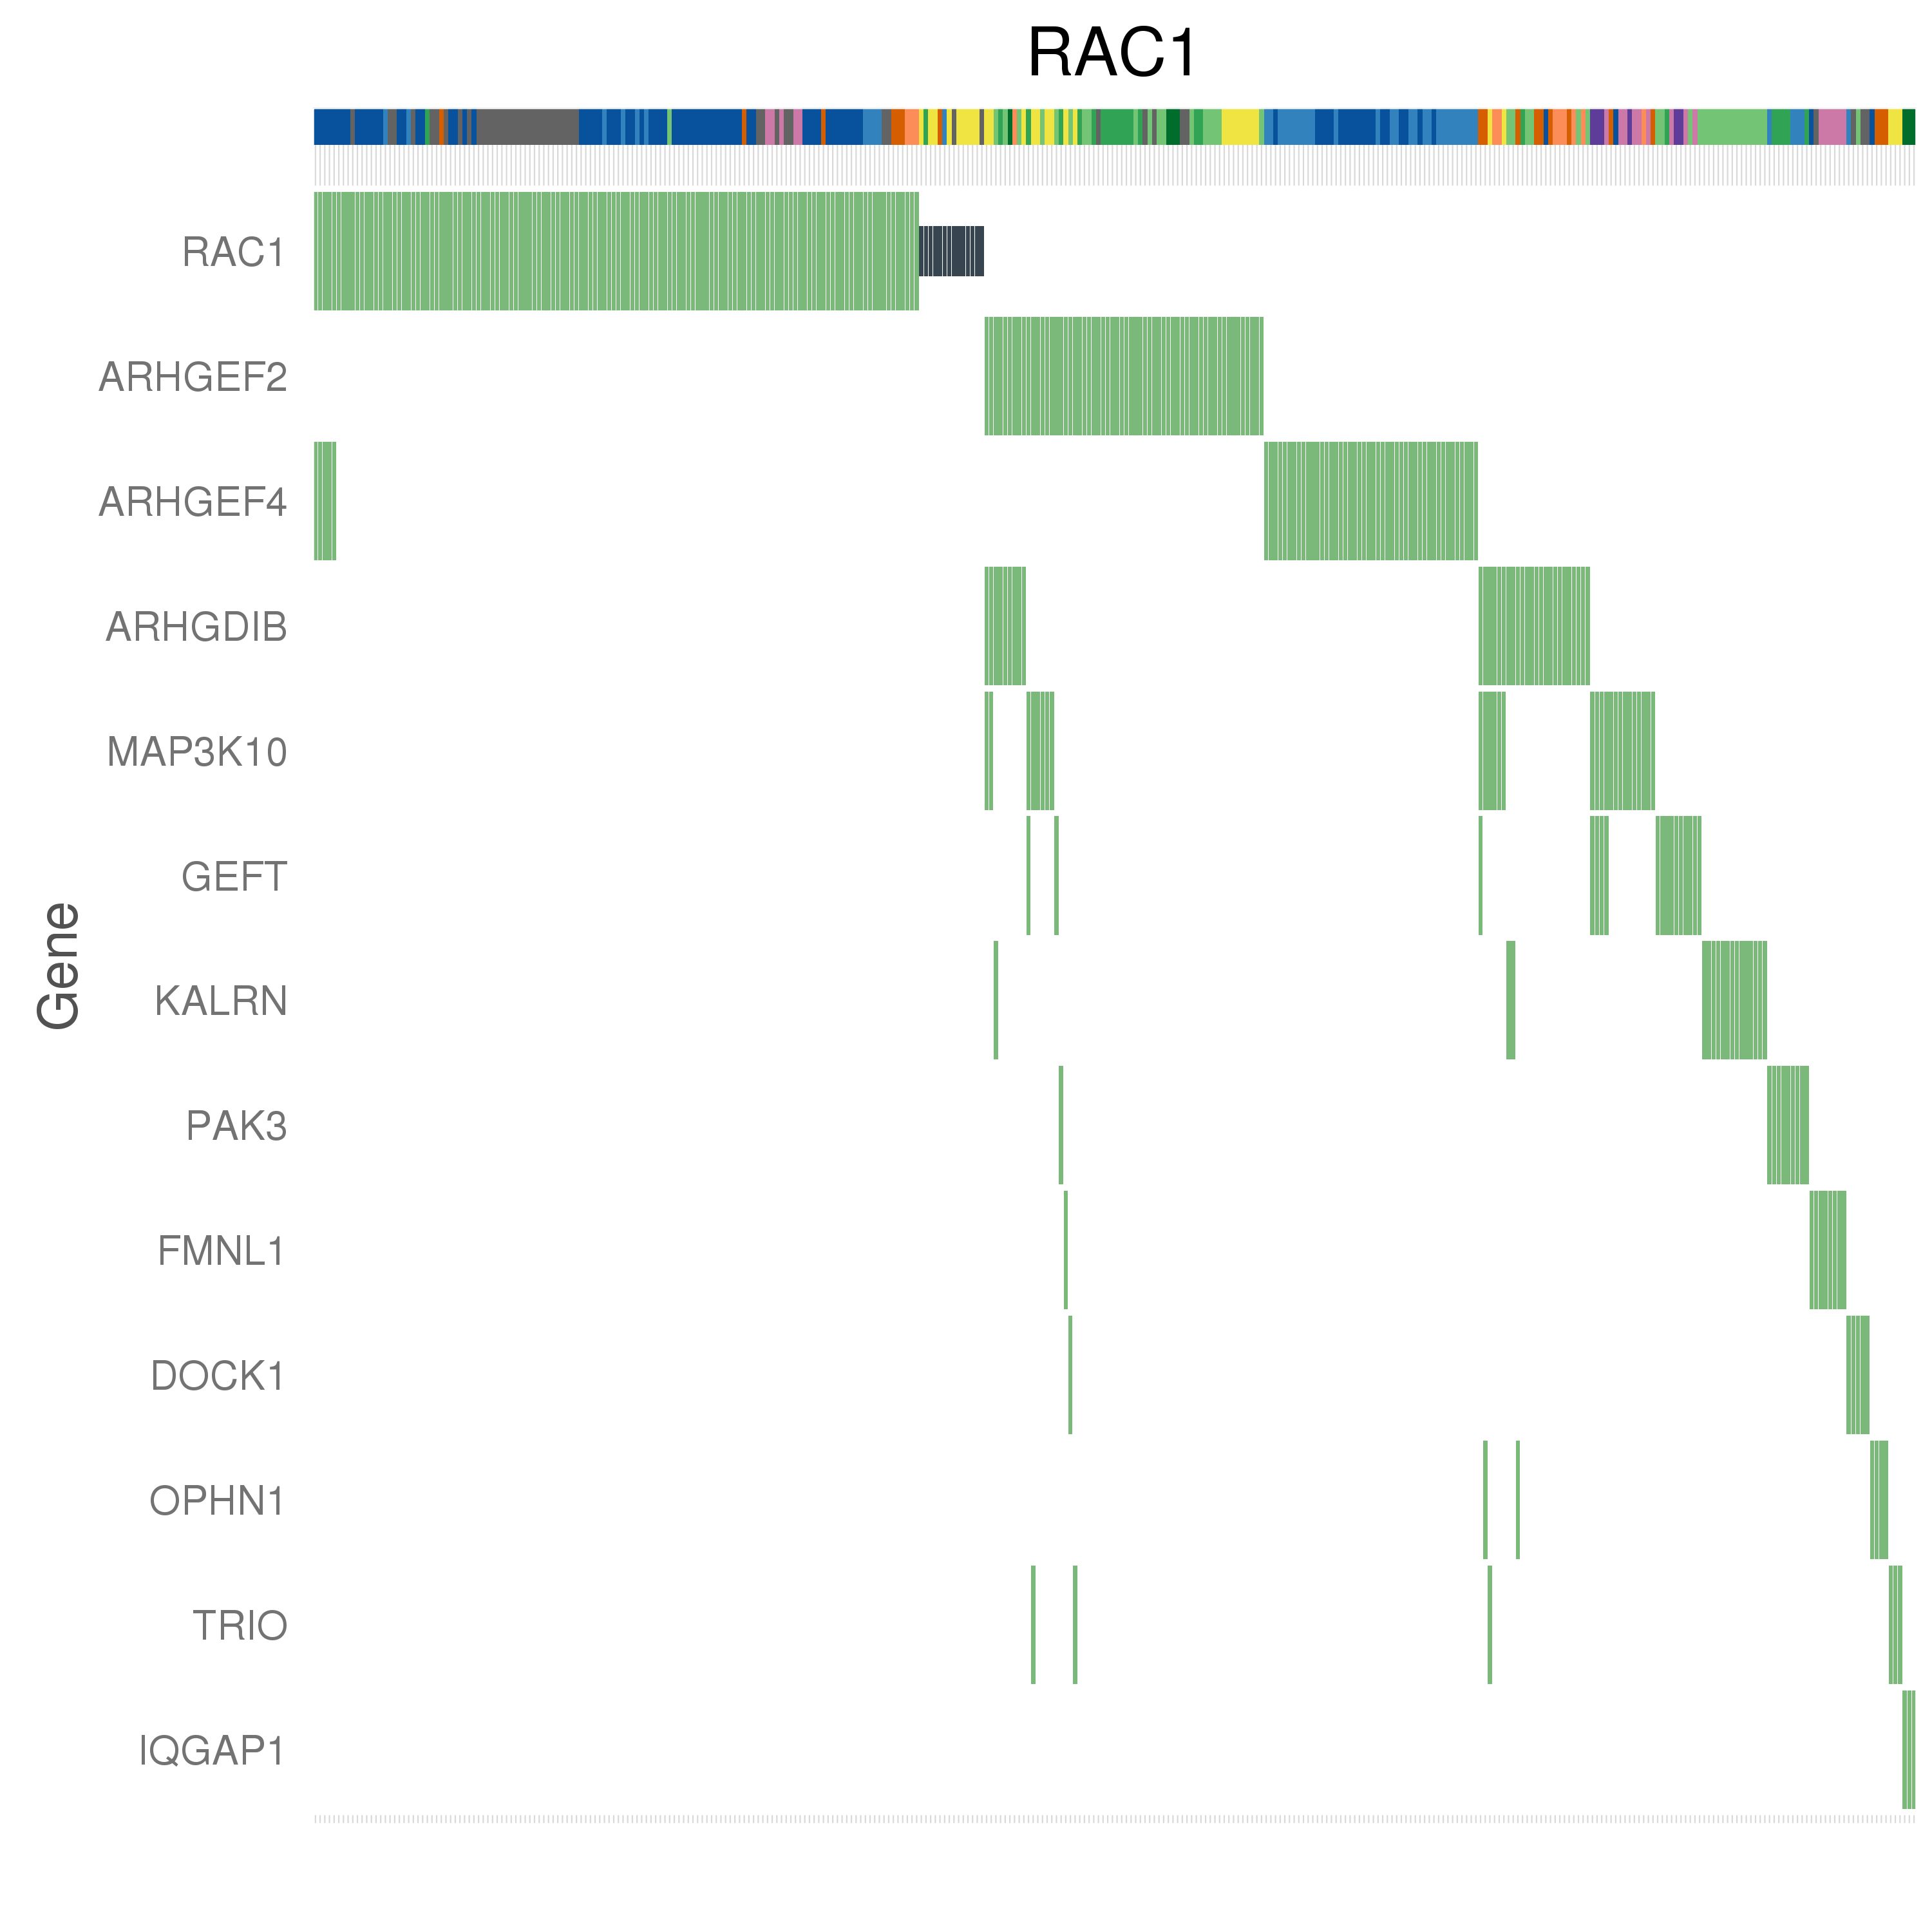 RAC1
RAC1
ARHGEF2
ARHGEF4
ARHGDIB
MAP3K10
GEFT
KALRN
PAK3
FMNL1
DOCK1
OPHN1
TRIO
IQGAP1
Gene